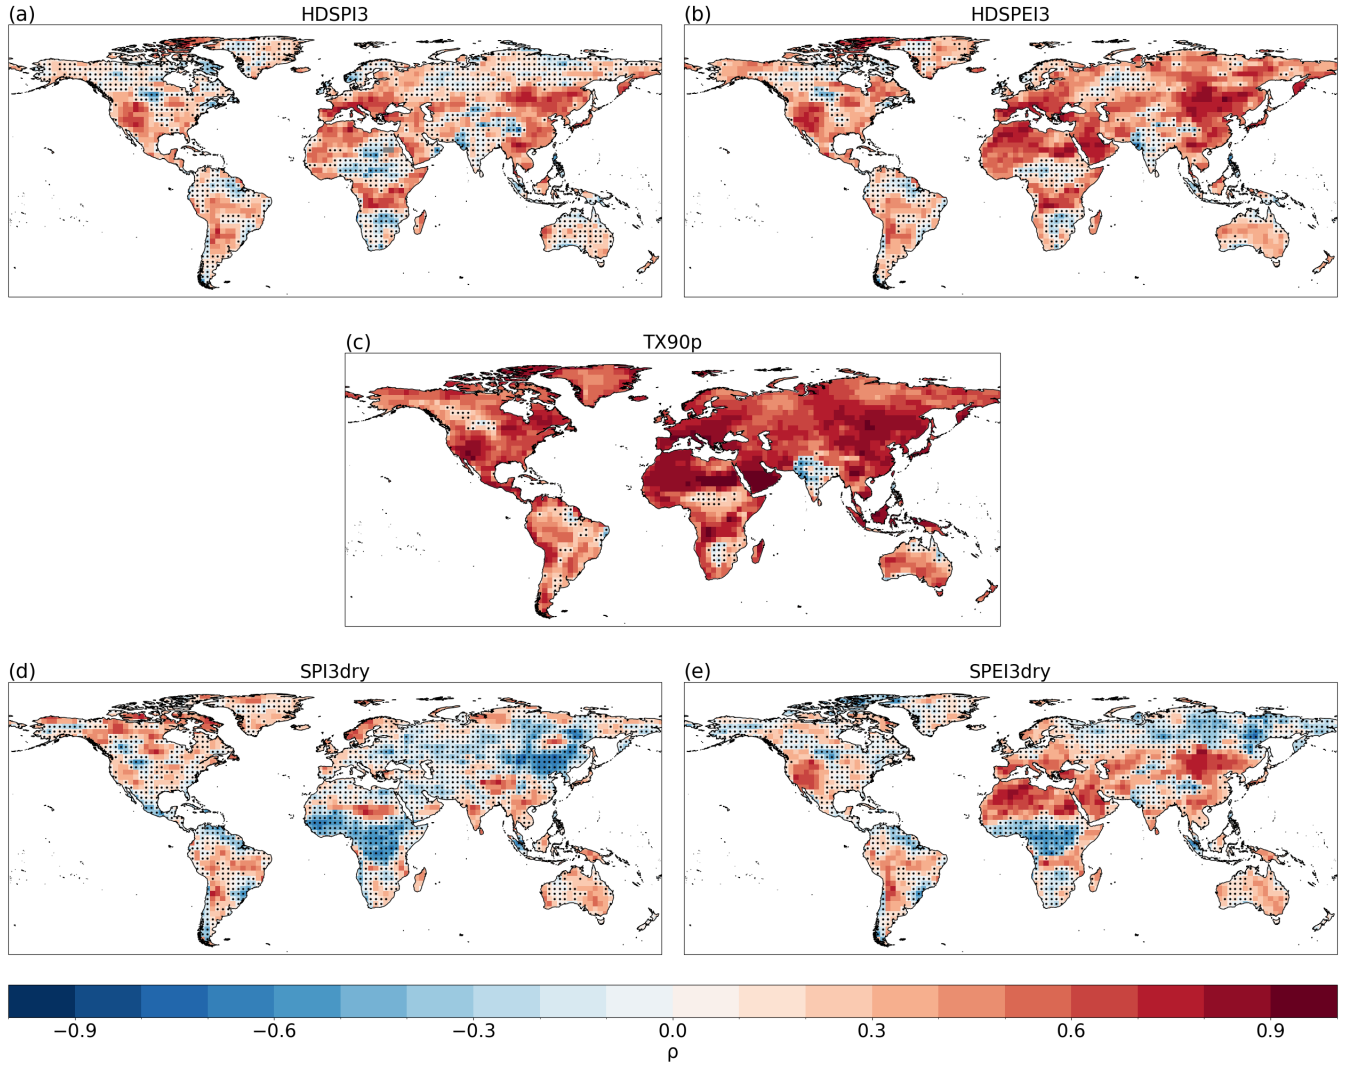 (a) HDSPI3
(b) HDSPEI3
(c) TX90p
(d) SPI3dry
(e) SPEI3dry
−0.9 −0.6 −0.3 0.0 0.3 0.6 0.9
ρ